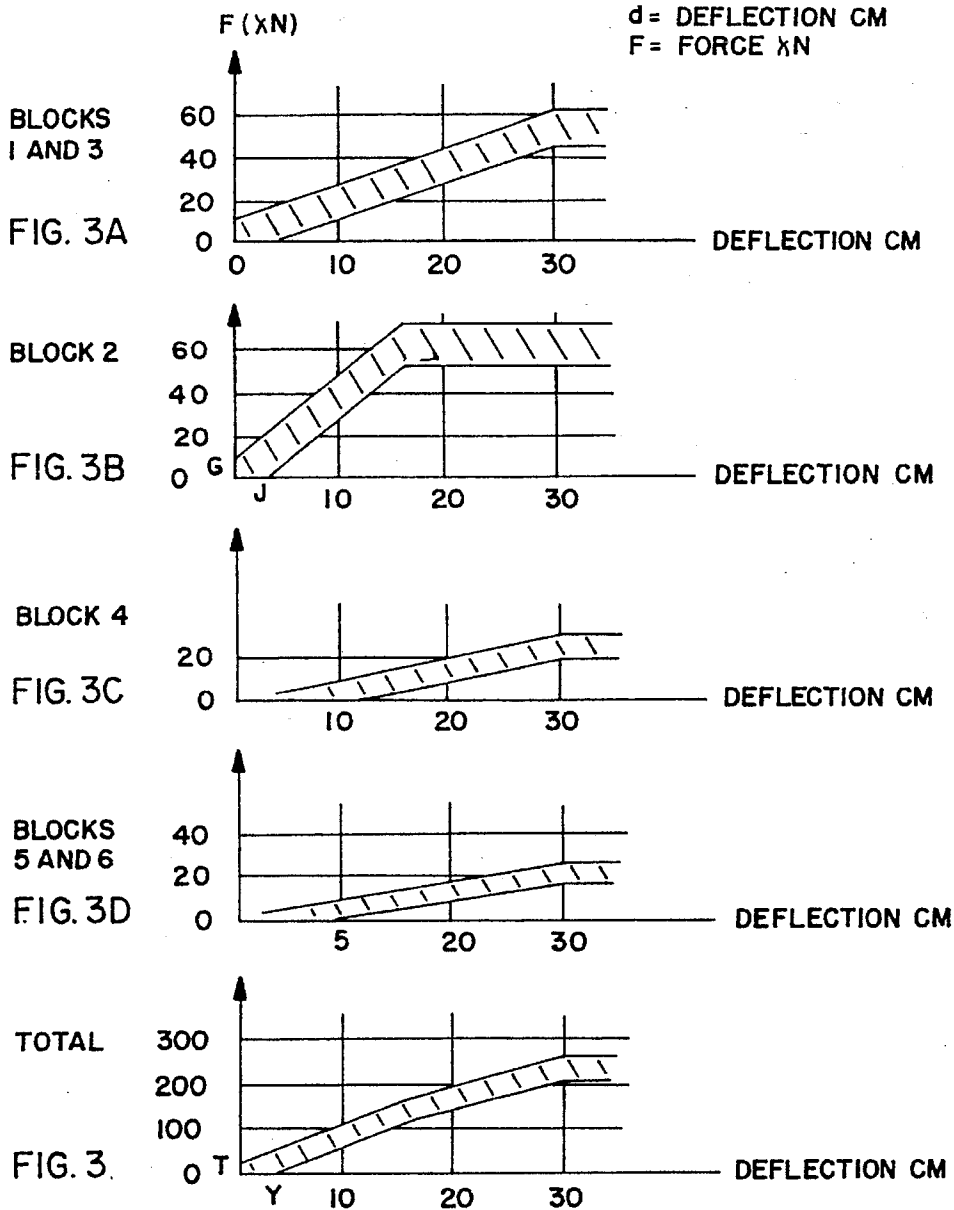 F (λN)
d= DEFLECTION CM
F= FORCE λN
BLOCKS
1 AND 3
FIG. 3A
60
40
20
0
0 10 20 30
DEFLECTION CM
BLOCK 2
FIG. 3B
60
40
20
G
0
J 10 20 30
DEFLECTION CM
BLOCK 4
FIG. 3C
20
0
10 20 30
DEFLECTION CM
BLOCKS
5 AND 6
FIG. 3D
40
20
0
5 20 30
DEFLECTION CM
TOTAL
FIG. 3.
300
200
100
T
0
Y 10 20 30
DEFLECTION CM